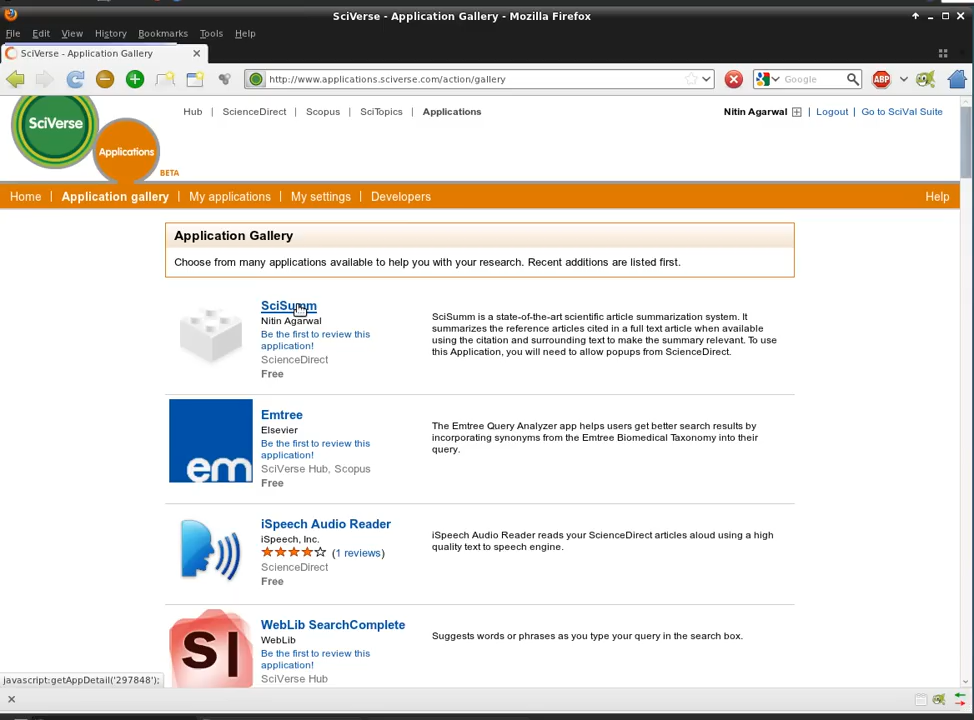 SciVerse - Application Gallery - Mozilla Firefox
File Edit View History Bookmarks Tools Help
SciVerse - Application Gallery
http://www.applications.sciverse.com/action/gallery
Google
ABP
SciVerse
Applications
BETA
Hub | ScienceDirect | Scopus | SciTopics | Applications
Nitin Agarwal | Logout | Go to SciVal Suite
Home | Application gallery | My applications | My settings | Developers
Help
Application Gallery
Choose from many applications available to help you with your research. Recent additions are listed first.
SciSumm
Nitin Agarwal
Be the first to review this
application!
ScienceDirect
Free
SciSumm is a state-of-the-art scientific article summarization system. It
summarizes the reference articles cited in a full text article when available
using the citation and surrounding text to make the summary relevant. To use
this Application, you will need to allow popups from ScienceDirect.
em
Emtree
Elsevier
Be the first to review this
application!
SciVerse Hub, Scopus
Free
The Emtree Query Analyzer app helps users get better search results by
incorporating synonyms from the Emtree Biomedical Taxonomy into their
query.
iSpeech Audio Reader
iSpeech, Inc.
(1 reviews)
ScienceDirect
Free
iSpeech Audio Reader reads your ScienceDirect articles aloud using a high
quality text to speech engine.
SI
WebLib SearchComplete
WebLib
Be the first to review this
application!
SciVerse Hub
Suggests words or phrases as you type your query in the search box.
javascript:getAppDetail('297848');